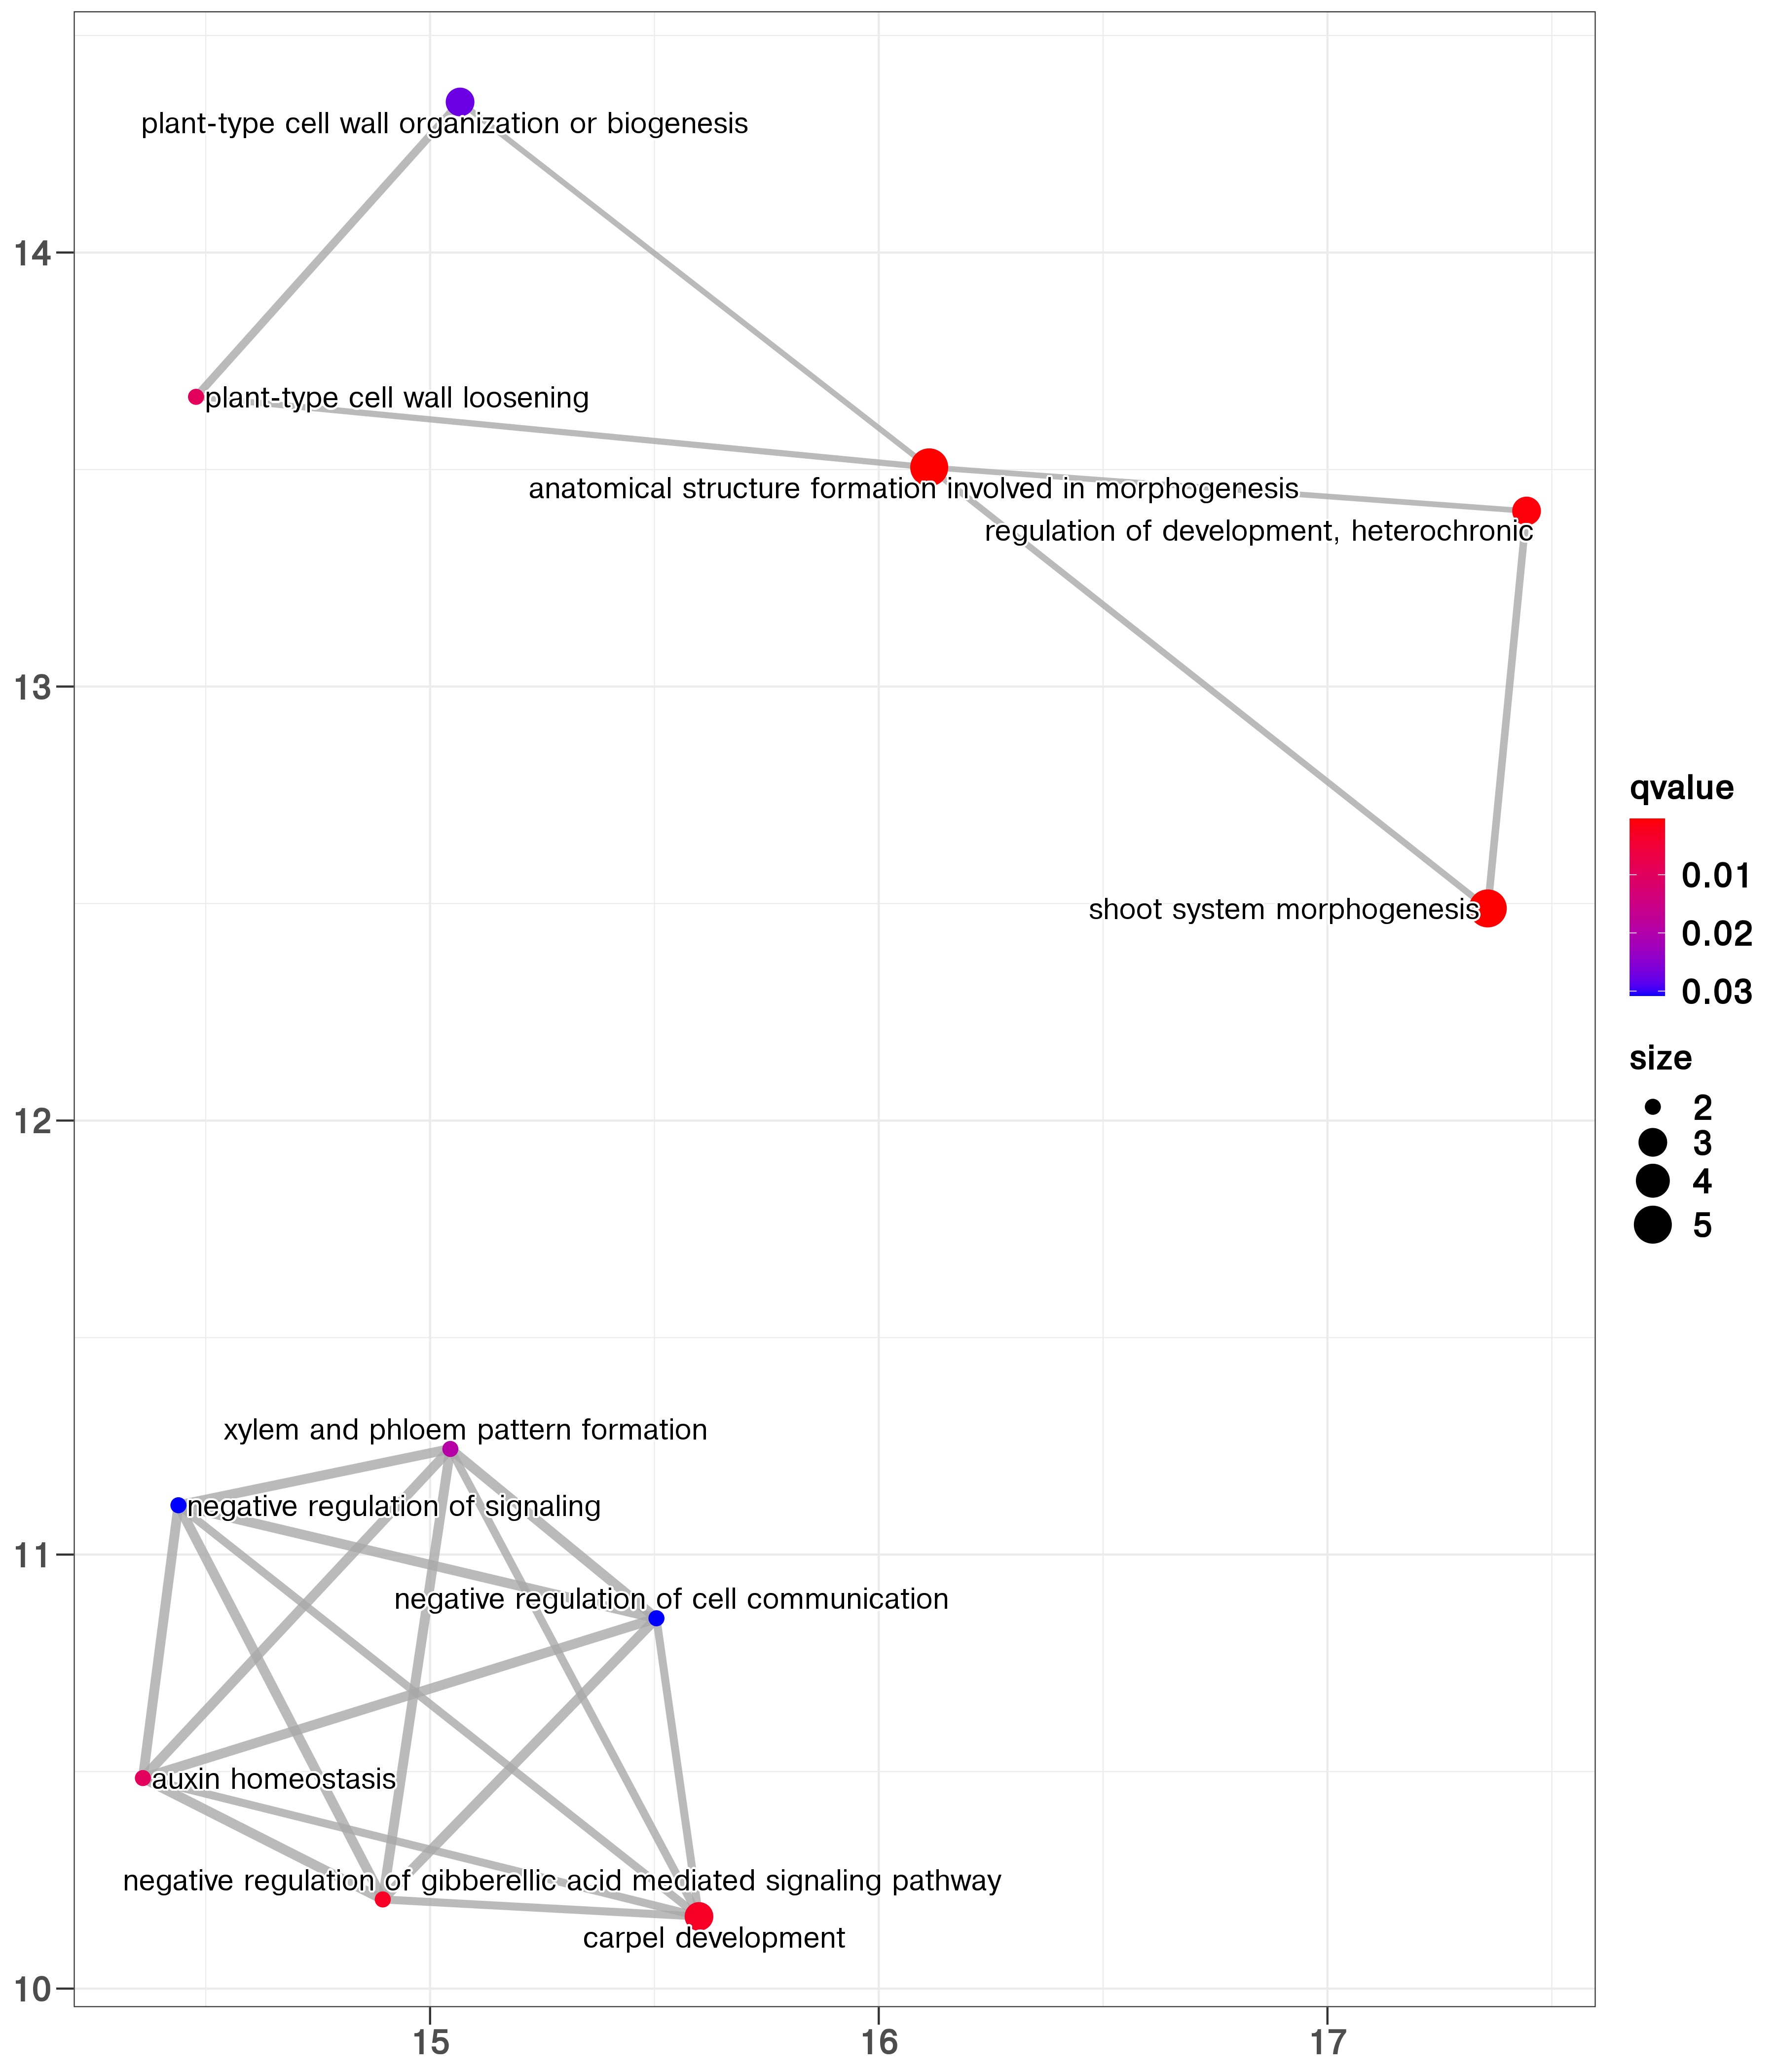 plant-type cell wall organization or biogenesis
14
plant-type cell wall loosening
anatomical structure formation involved in morphogenesis
regulation of development, heterochronic
13
shoot system morphogenesis
qvalue
0.01
0.02
0.03
size
2
3
4
5
12
xylem and phloem pattern formation
negative regulation of signaling
11
negative regulation of cell communication
auxin homeostasis
negative regulation of gibberellic acid mediated signaling pathway
carpel development
10
15 16 17